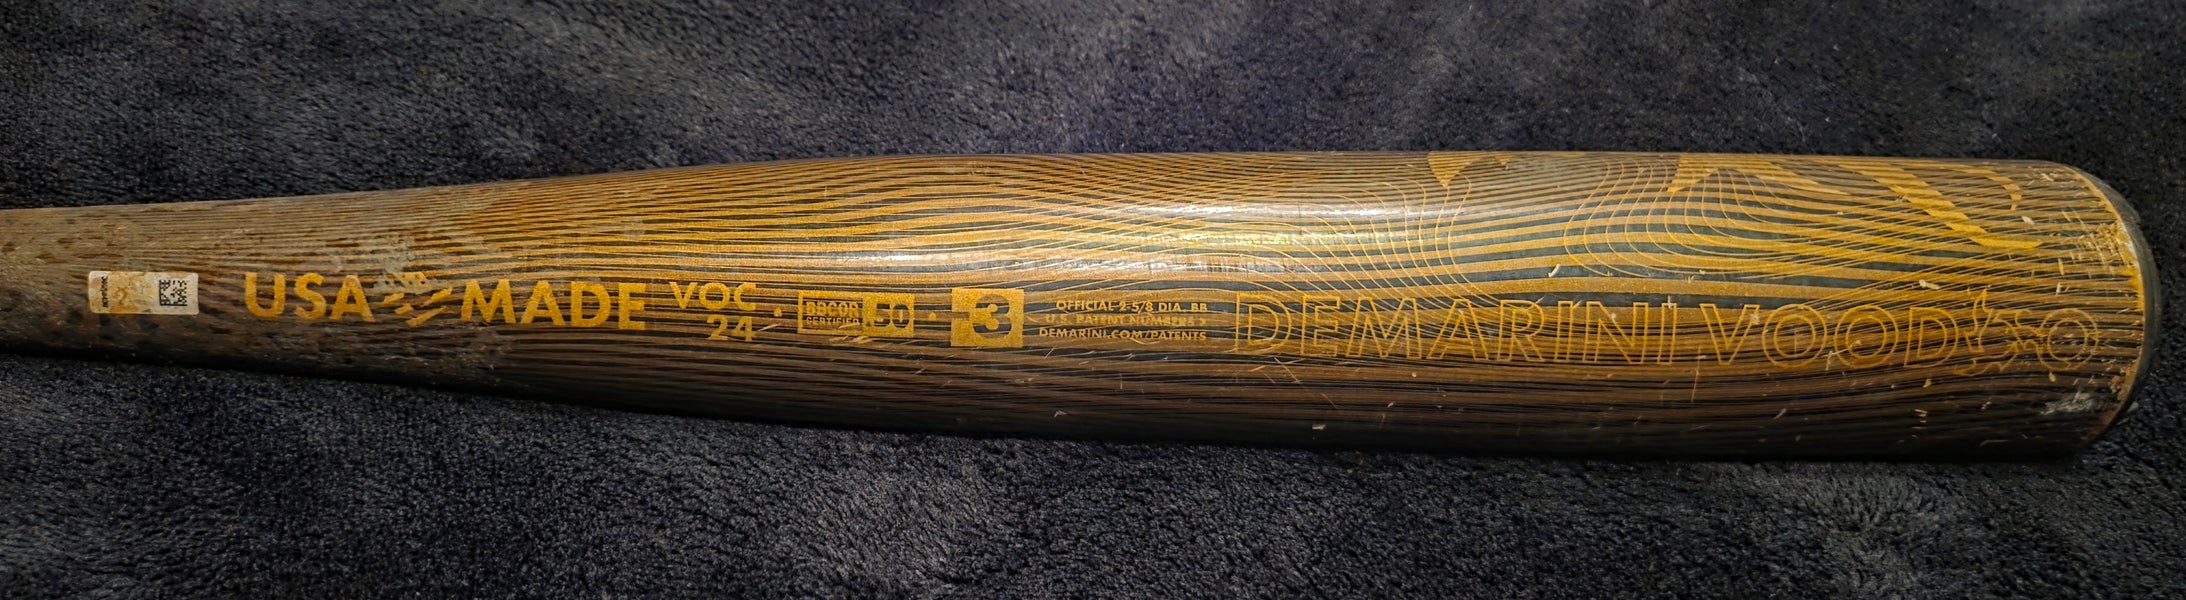 USA MADE
VOC
24
BBCOR
CERTIFIED
.50
3
OFFICIAL 2 5/8 DIA. BB
U.S. PATENT NUMBERS >
DEMARINI.COM/PATENTS
DEMARINI VOODOO